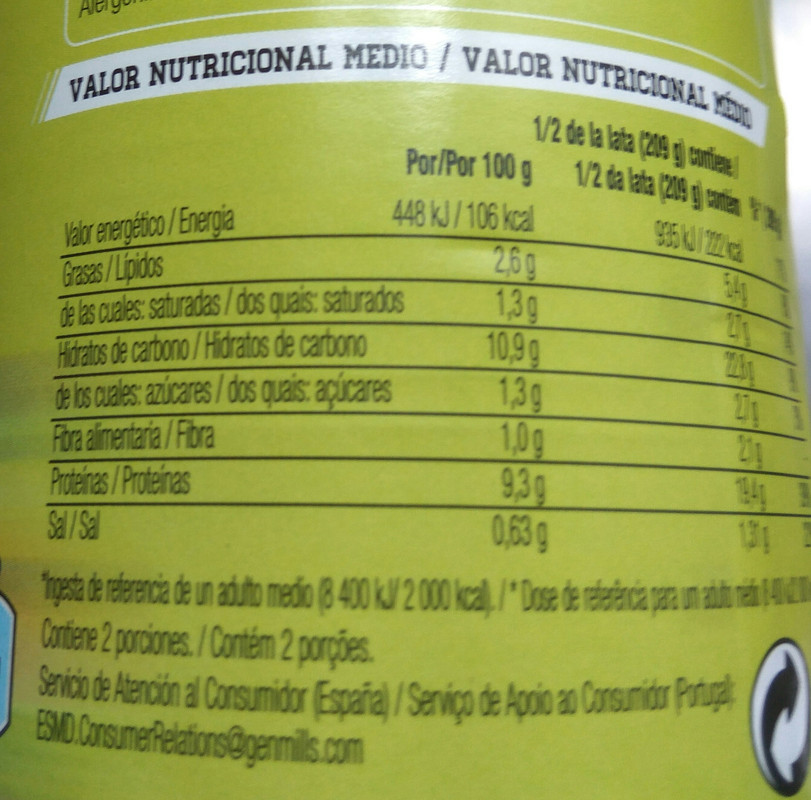 VALOR NUTRICIONAL MEDIO / VALOR NUTRICIONAL MÉDIO
1/2 de la lata (209 g) contiene /
Por/Por 100 g 1/2 da lata (209 g) contém
Valor energético / Energia 448 kJ / 106 kcal 935 kJ / 222 kcal
Grasas / Lípidos 2,6 g 5,4 g
de las cuales: saturadas / dos quais: saturados 1,3 g 2,7 g
Hidratos de carbono / Hidratos de carbono 10,9 g 22,8 g
de los cuales: azúcares / dos quais: açúcares 1,3 g 2,7 g
Fibra alimentaria / Fibra 1,0 g 2,1 g
Proteínas / Proteínas 9,3 g 19,4 g
Sal / Sal 0,63 g 1,31 g
*Ingesta de referencia de un adulto medio (8 400 kJ/ 2 000 kcal). / * Dose de referência para um adulto médio
Contiene 2 porciones. / Contém 2 porções.
Servicio de Atención al Consumidor (España) / Serviço de Apoio ao Consumidor (Portugal):
ESMD.ConsumerRelations@genmills.com